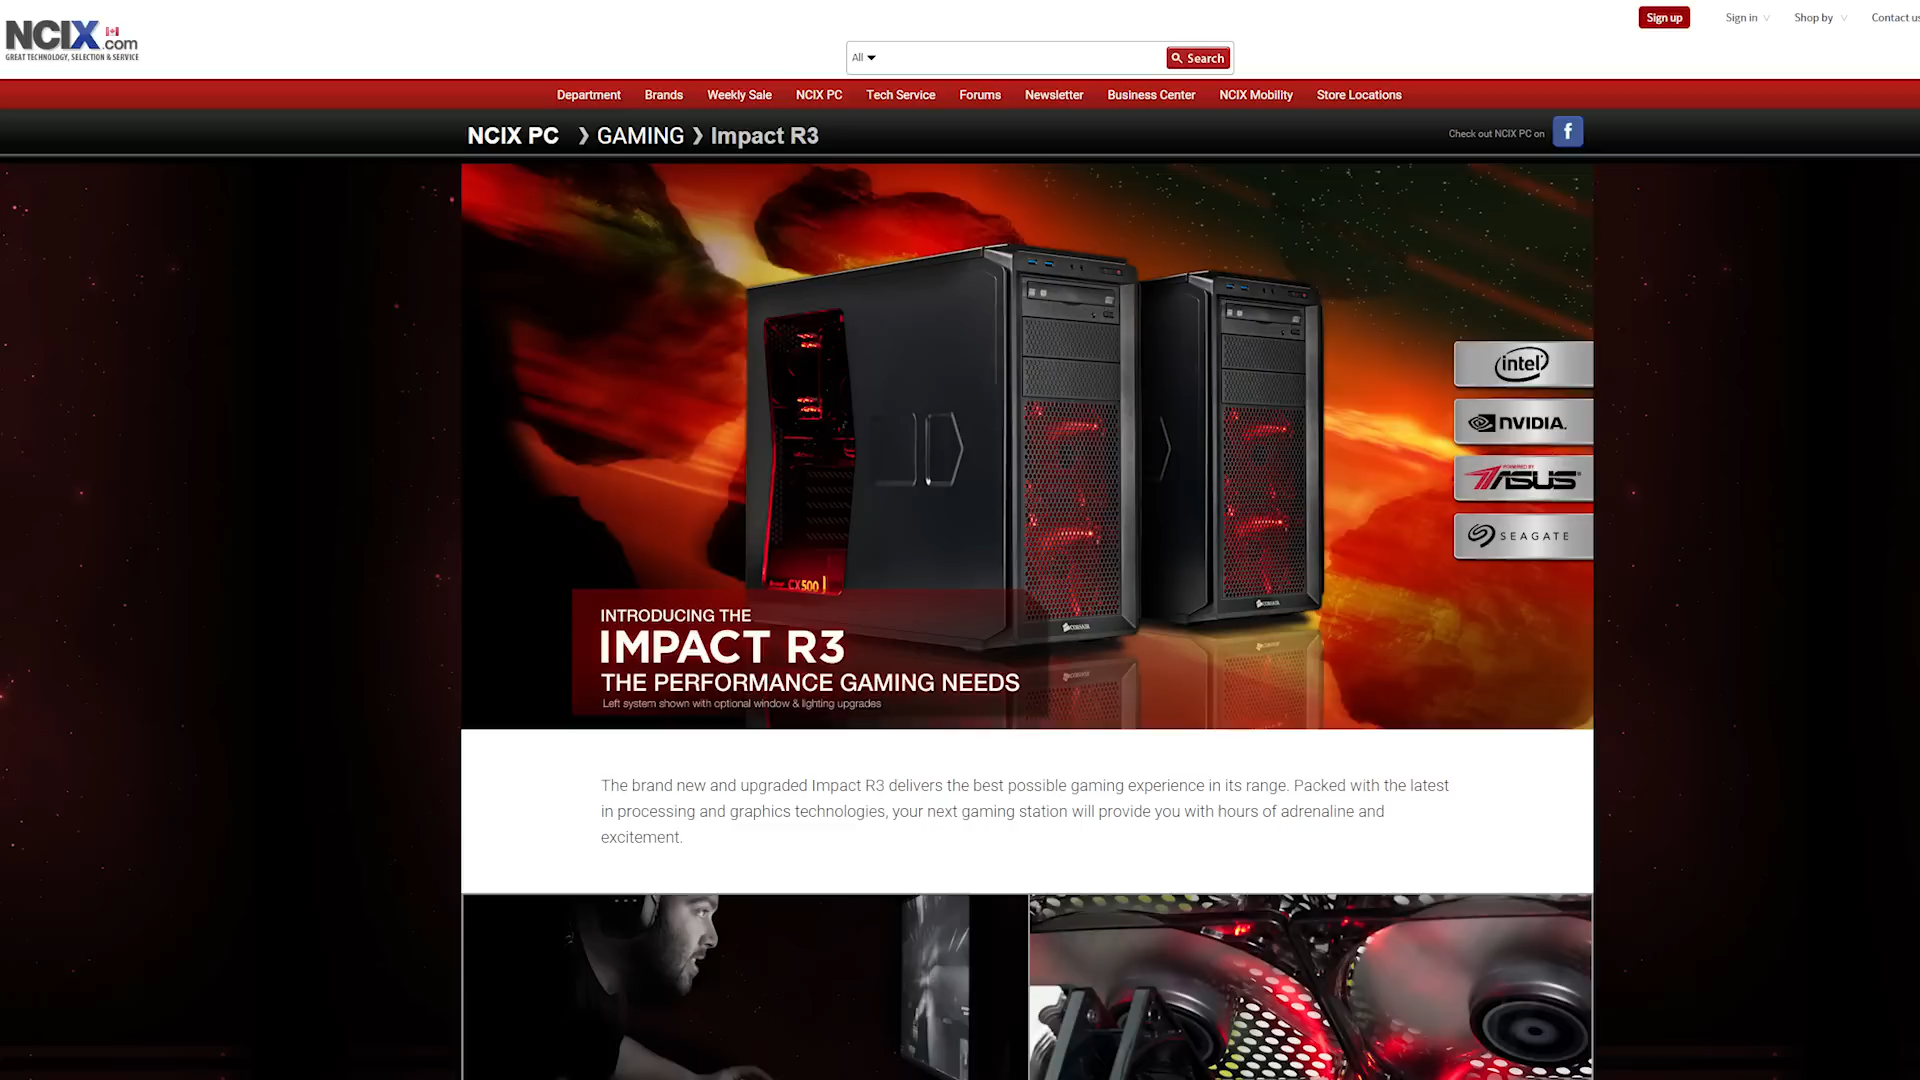 NCIX.com
GREAT TECHNOLOGY, SELECTION & SERVICE
Sign up
Sign in
Shop by
Contact us
All
Search
Department
Brands
Weekly Sale
NCIX PC
Tech Service
Forums
Newsletter
Business Center
NCIX Mobility
Store Locations
NCIX PC > GAMING > Impact R3
Check out NCIX PC on
f
intel
NVIDIA.
POWERED BY
ASUS
SEAGATE
CX500
CORSAIR
CORSAIR
INTRODUCING THE
IMPACT R3
THE PERFORMANCE GAMING NEEDS
Left system shown with optional window & lighting upgrades
The brand new and upgraded Impact R3 delivers the best possible gaming experience in its range. Packed with the latest
in processing and graphics technologies, your next gaming station will provide you with hours of adrenaline and
excitement.